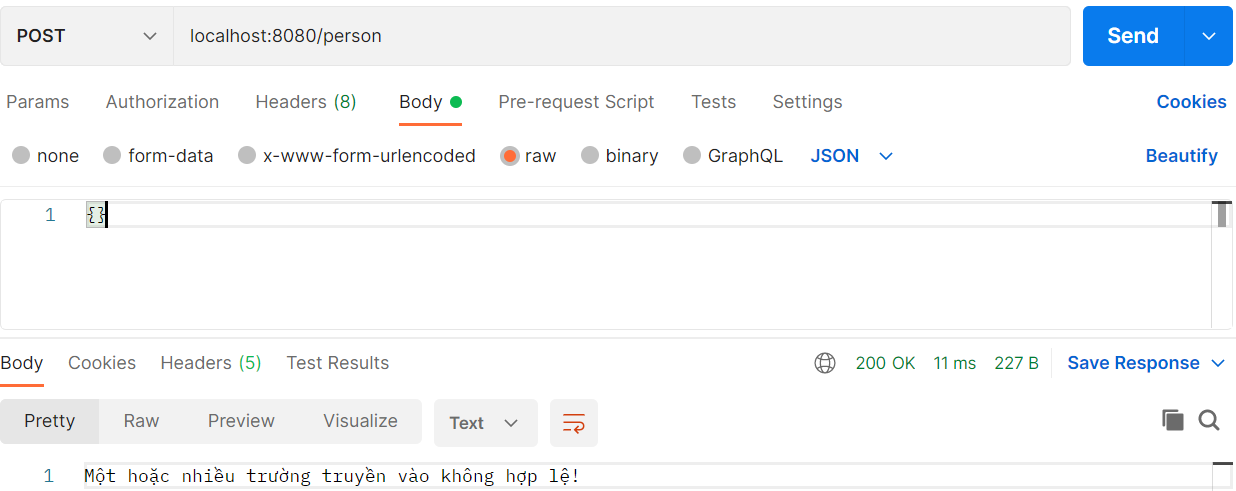 POST localhost:8080/person Send
Params Authorization Headers (8) Body Pre-request Script Tests Settings Cookies
none form-data x-www-form-urlencoded raw binary GraphQL JSON Beautify
1 {}
Body Cookies Headers (5) Test Results 200 OK 11 ms 227 B Save Response
Pretty Raw Preview Visualize Text
1 Một hoặc nhiều trường truyền vào không hợp lệ!